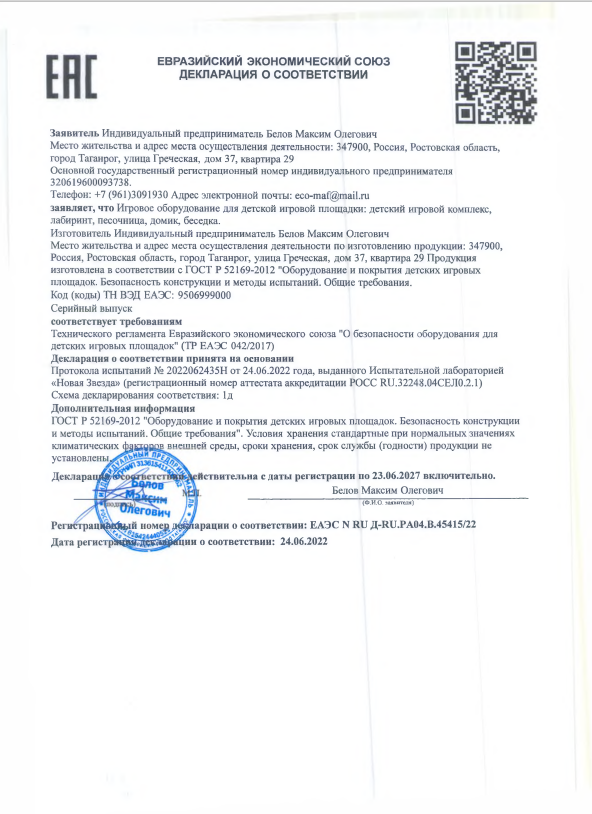 ЕАС
ЕВРАЗИЙСКИЙ ЭКОНОМИЧЕСКИЙ СОЮЗ
ДЕКЛАРАЦИЯ О СООТВЕТСТВИИ
Заявитель Индивидуальный предприниматель Белов Максим Олегович
Место жительства и адрес места осуществления деятельности: 347900, Россия, Ростовская область,
город Таганрог, улица Греческая, дом 37, квартира 29
Основной государственный регистрационный номер индивидуального предпринимателя
320619600093738.
Телефон: +7 (961)3091930 Адрес электронной почты: eco-maf@mail.ru
заявляет, что Игровое оборудование для детской игровой площадки: детский игровой комплекс,
лабиринт, песочница, домик, беседка.
Изготовитель Индивидуальный предприниматель Белов Максим Олегович
Место жительства и адрес места осуществления деятельности по изготовлению продукции: 347900,
Россия, Ростовская область, город Таганрог, улица Греческая, дом 37, квартира 29 Продукция
изготовлена в соответствии с ГОСТ Р 52169-2012 "Оборудование и покрытия детских игровых
площадок. Безопасность конструкции и методы испытаний. Общие требования.
Код (коды) ТН ВЭД ЕАЭС: 9506999000
Серийный выпуск
соответствует требованиям
Технического регламента Евразийского экономического союза "О безопасности оборудования для
детских игровых площадок" (ТР ЕАЭС 042/2017)
Декларация о соответствии принята на основании
Протокола испытаний № 2022062435Н от 24.06.2022 года, выданного Испытательной лабораторией
«Новая Звезда» (регистрационный номер аттестата аккредитации РОСС RU.32248.04СЕЛ0.2.1)
Схема декларирования соответствия: 1д
Дополнительная информация
ГОСТ Р 52169-2012 "Оборудование и покрытия детских игровых площадок. Безопасность конструкции
и методы испытаний. Общие требования". Условия хранения стандартные при нормальных значениях
климатических факторов внешней среды, сроки хранения, срок службы (годности) продукции не
установлены.
Декларация о соответствии действительна с даты регистрации по 23.06.2027 включительно.
М.П.
Белов Максим Олегович
(подпись)
(Ф.И.О. заявителя)
ИНДИВИДУАЛЬНЫЙ ПРЕДПРИНИМАТЕЛЬ
Белов
Максим
Олегович
Регистрационный номер декларации о соответствии: ЕАЭС N RU Д-RU.РА04.В.45415/22
Дата регистрации декларации о соответствии: 24.06.2022